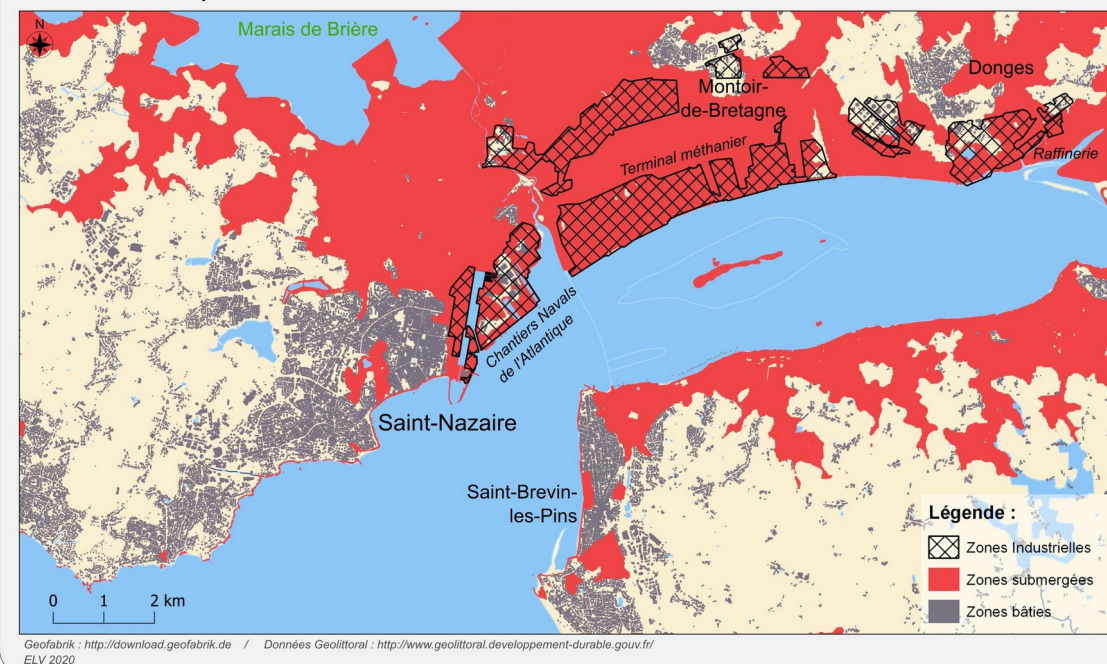 N
Marais de Brière
Donges
Montoir-
de-Bretagne
Terminal méthanier
Raffinerie
Chantiers Navals
de l'Atlantique
Saint-Nazaire
Saint-Brevin-
les-Pins
Légende :
Zones Industrielles
Zones submergées
Zones bâties
0 1 2 km
Geofabrik : http://download.geofabrik.de / Données Geolittoral : http://www.geolittoral.developpement-durable.gouv.fr/
ELV 2020